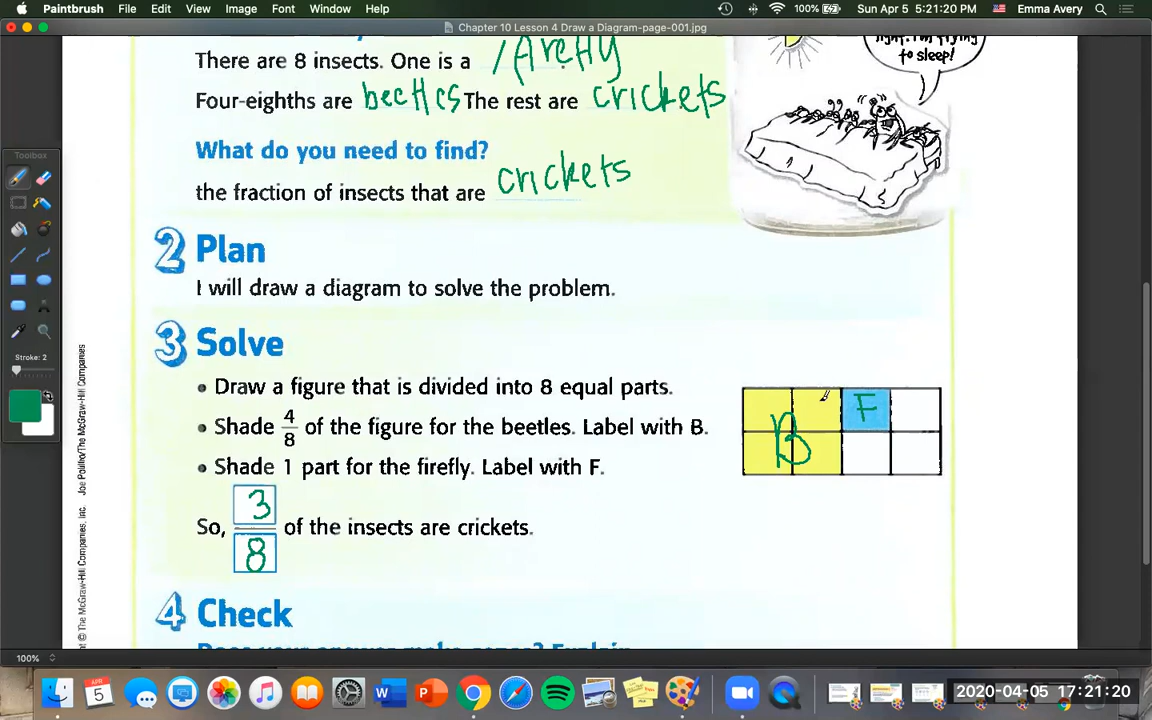 Paintbrush File Edit View Image Font Window Help 100% Sun Apr 5 5:21:20 PM Emma Avery
Chapter 10 Lesson 4 Draw a Diagram-page-001.jpg
to sleep!
There are 8 insects. One is a firefly
Four-eighths are beetles The rest are crickets
What do you need to find?
the fraction of insects that are crickets
2 Plan
I will draw a diagram to solve the problem.
3 Solve
• Draw a figure that is divided into 8 equal parts.
• Shade 4/8 of the figure for the beetles. Label with B.
• Shade 1 part for the firefly. Label with F.
B
F
So, 3/8 of the insects are crickets.
4 Check
Toolbox
Stroke: 2
Joe Polillo/The McGraw-Hill Companies
© The McGraw-Hill Companies, Inc.
100%
APR
5
W
P
2020-04-05 17:21:20